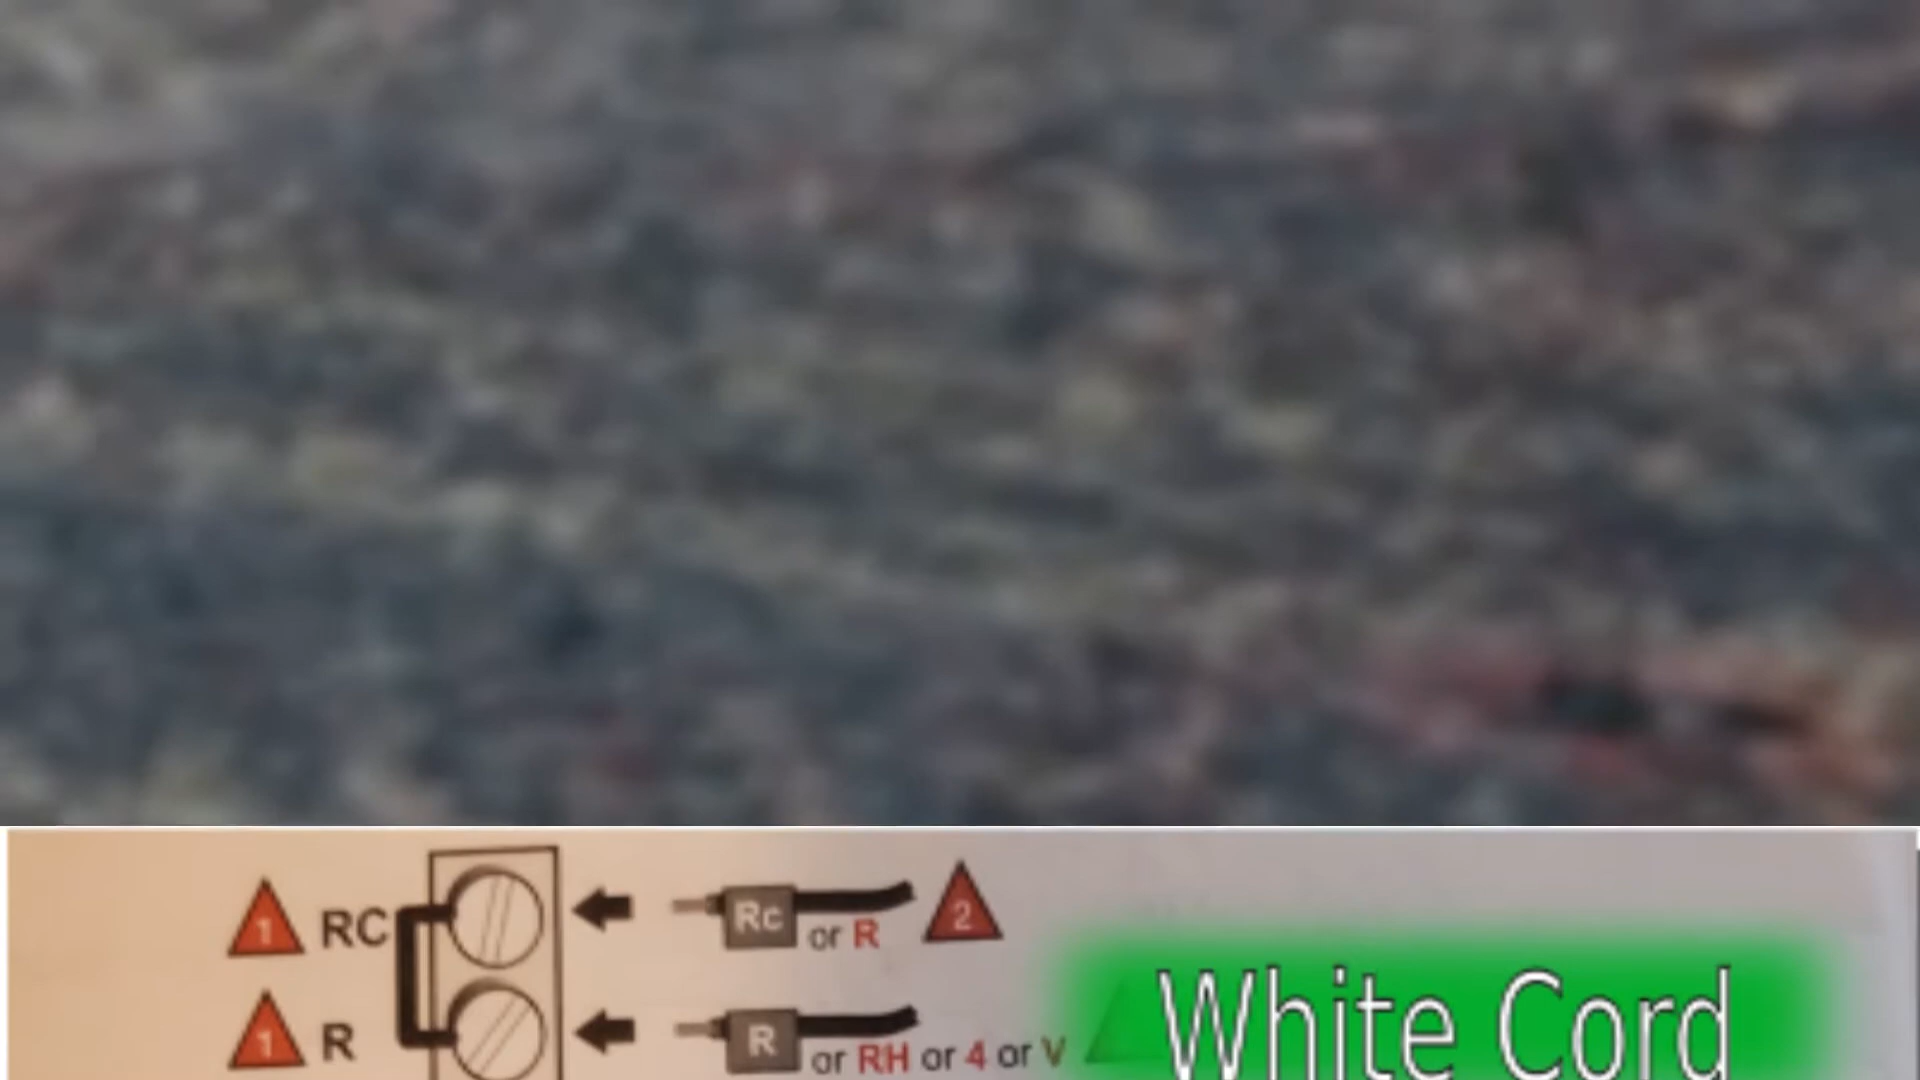 1 RC Rc or R 2
White Cord
1 R R or RH or 4 or V